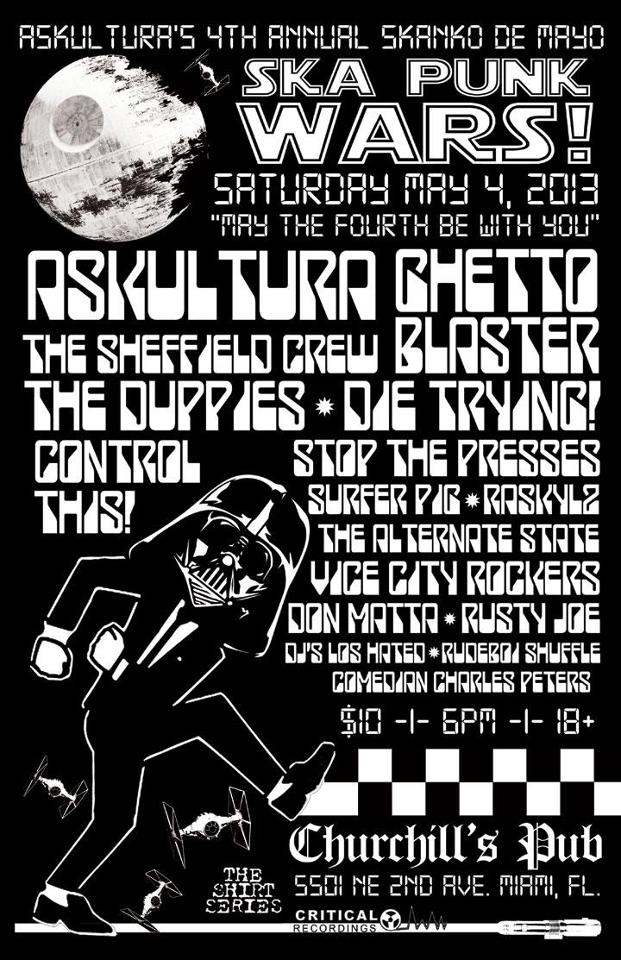 ASKULTURA'S 4TH ANNUAL SKANKO DE MAYO
SKA PUNK
WARS!
SATURDAY MAY 4, 2013
"MAY THE FOURTH BE WITH YOU"
ASKULTURA
GHETTO
BLASTER
THE SHEFFIELD CREW
THE DUPPIES * DIE TRYING!
CONTROL
THIS!
STOP THE PRESSES
SURFER PIG * RASKYLZ
THE ALTERNATE STATE
VICE CITY ROCKERS
DON MATTA * RUSTY JOE
DJ'S LOS HATED * RUDEBOI SHUFFLE
COMEDIAN CHARLES PETERS
$10 -|- 6PM -|- 18+
Churchill's Pub
5501 NE 2ND AVE. MIAMI, FL.
THE
SHIRT
SERIES
CRITICAL
RECORDINGS